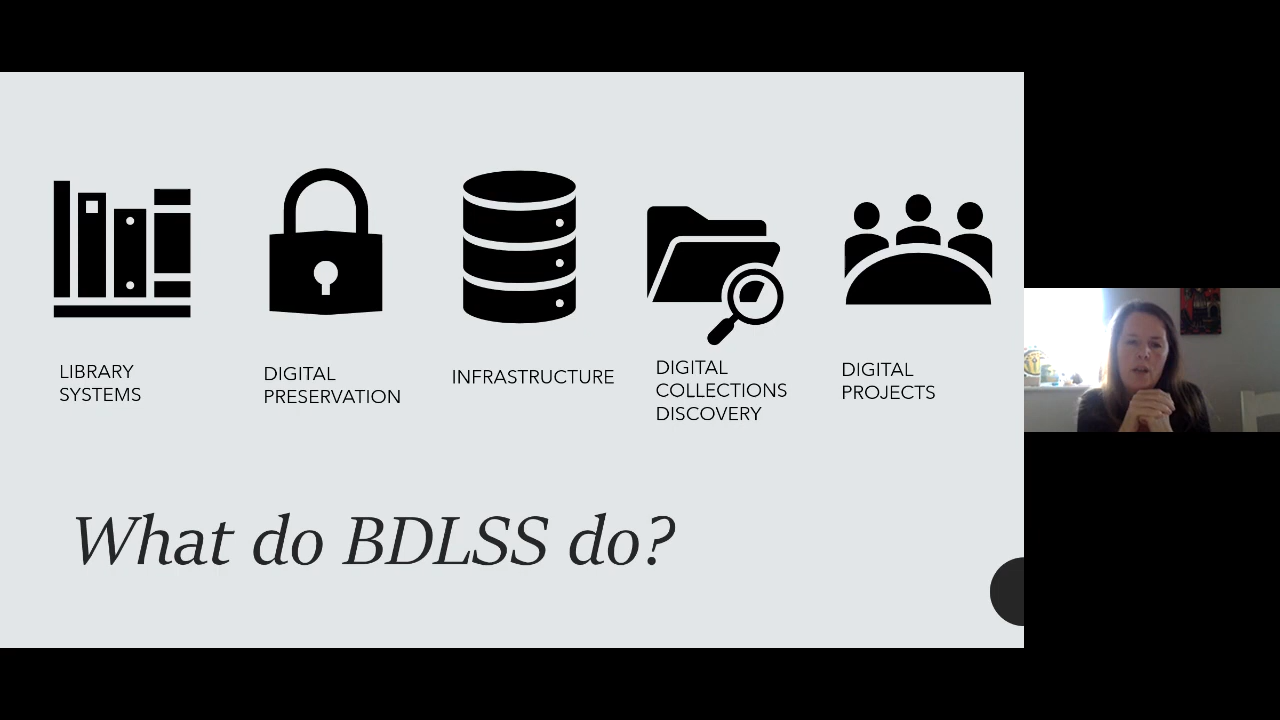 LIBRARY
SYSTEMS
DIGITAL
PRESERVATION
INFRASTRUCTURE
DIGITAL
COLLECTIONS
DISCOVERY
DIGITAL
PROJECTS
What do BDLSS do?